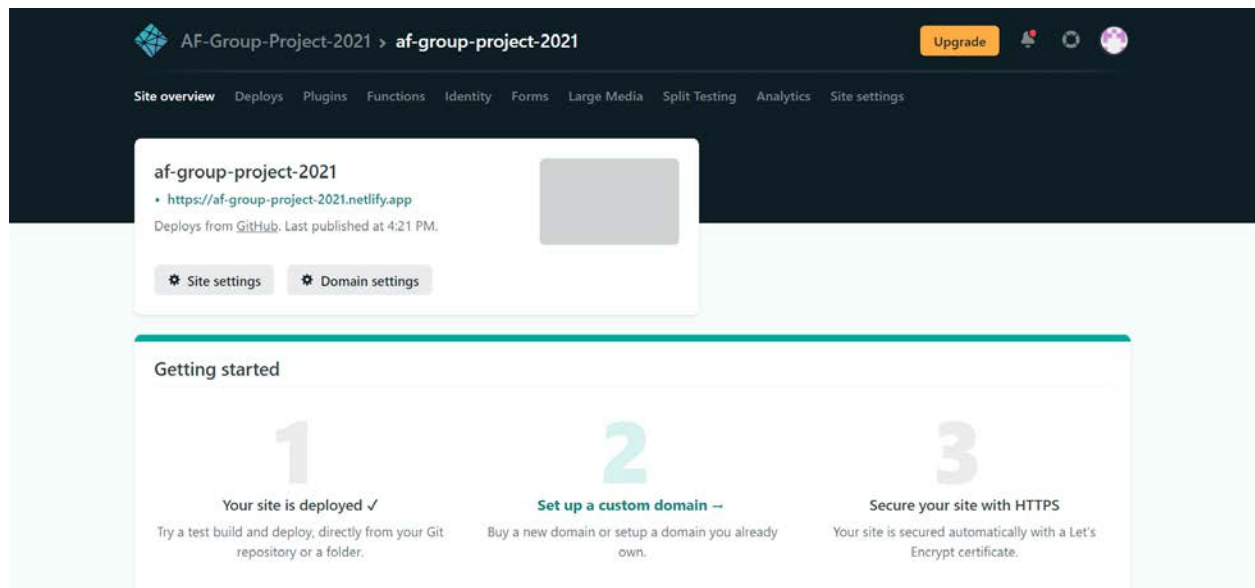 AF-Group-Project-2021 › af-group-project-2021
Upgrade
Site overview Deploys Plugins Functions Identity Forms Large Media Split Testing Analytics Site settings
af-group-project-2021
• https://af-group-project-2021.netlify.app
Deploys from GitHub. Last published at 4:21 PM.
Site settings
Domain settings
Getting started
1
Your site is deployed ✓
Try a test build and deploy, directly from your Git
repository or a folder.
2
Set up a custom domain →
Buy a new domain or setup a domain you already
own.
3
Secure your site with HTTPS
Your site is secured automatically with a Let's
Encrypt certificate.